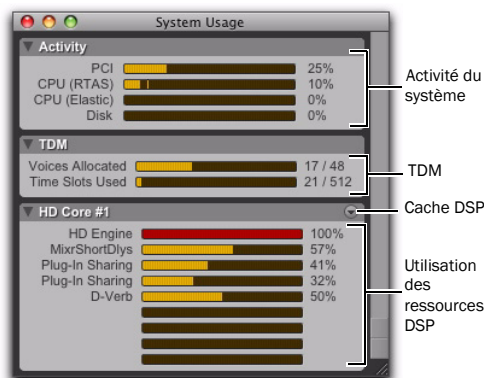 System Usage
Activity
PCI 25%
CPU (RTAS) 10%
CPU (Elastic) 0%
Disk 0%
Activité du
système
TDM
Voices Allocated 17 / 48
Time Slots Used 21 / 512
TDM
HD Core #1
Cache DSP
HD Engine 100%
MixrShortDlys 57%
Plug-In Sharing 41%
Plug-In Sharing 32%
D-Verb 50%
Utilisation
des
ressources
DSP